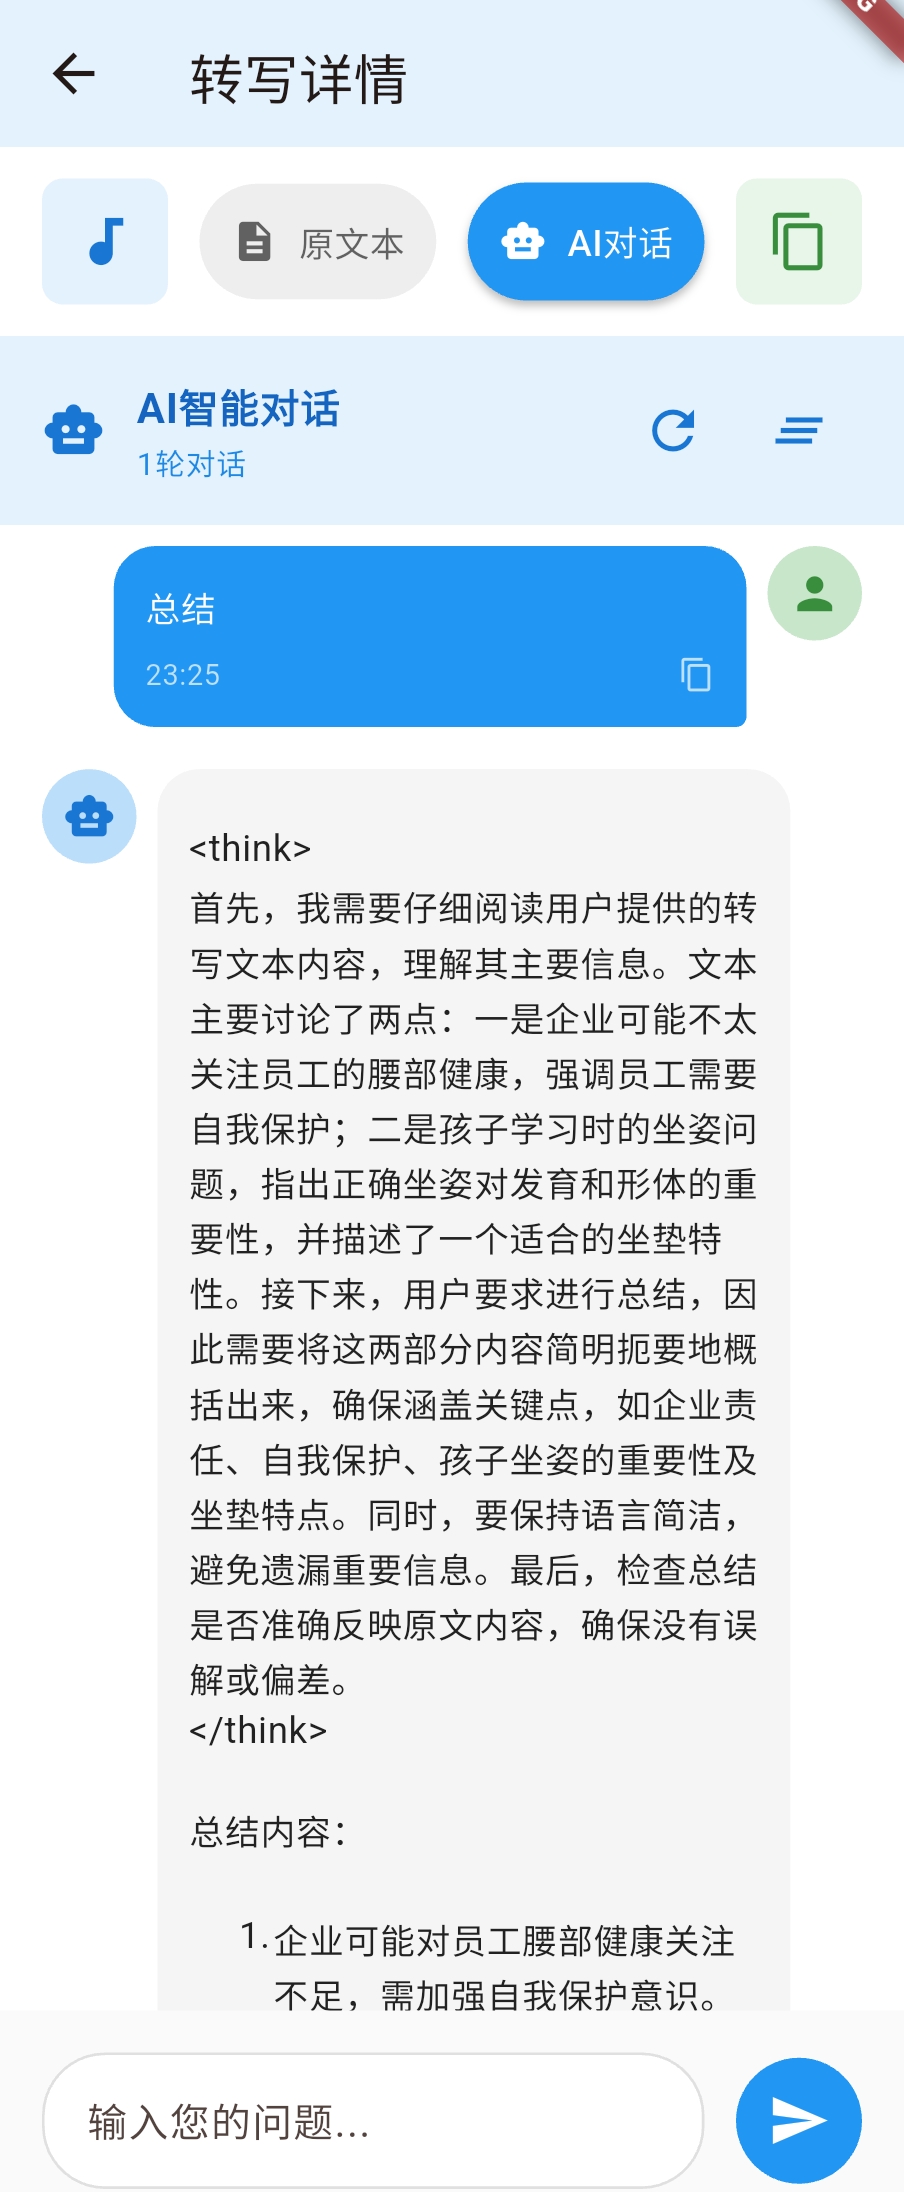 转写详情
原文本
AI对话
AI智能对话
1轮对话
总结
23:25
<think>
首先，我需要仔细阅读用户提供的转
写文本内容，理解其主要信息。文本
主要讨论了两点：一是企业可能不太
关注员工的腰部健康，强调员工需要
自我保护；二是孩子学习时的坐姿问
题，指出正确坐姿对发育和形体的重
要性，并描述了一个适合的坐垫特
性。接下来，用户要求进行总结，因
此需要将这两部分内容简明扼要地概
括出来，确保涵盖关键点，如企业责
任、自我保护、孩子坐姿的重要性及
坐垫特点。同时，要保持语言简洁，
避免遗漏重要信息。最后，检查总结
是否准确反映原文内容，确保没有误
解或偏差。
</think>
总结内容：
1. 企业可能对员工腰部健康关注
不足，需加强自我保护意识。
输入您的问题...